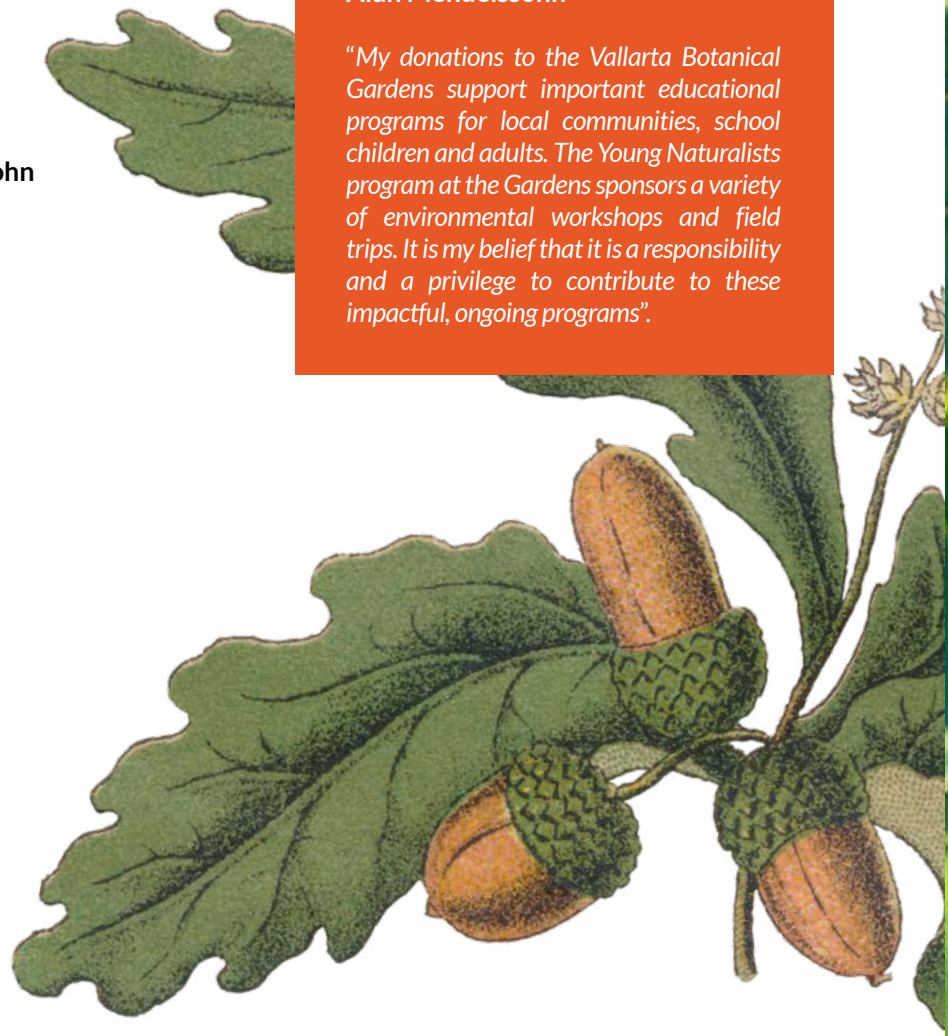 ohn
“My donations to the Vallarta Botanical
Gardens support important educational
programs for local communities, school
children and adults. The Young Naturalists
program at the Gardens sponsors a variety
of environmental workshops and field
trips. It is my belief that it is a responsibility
and a privilege to contribute to these
impactful, ongoing programs”.